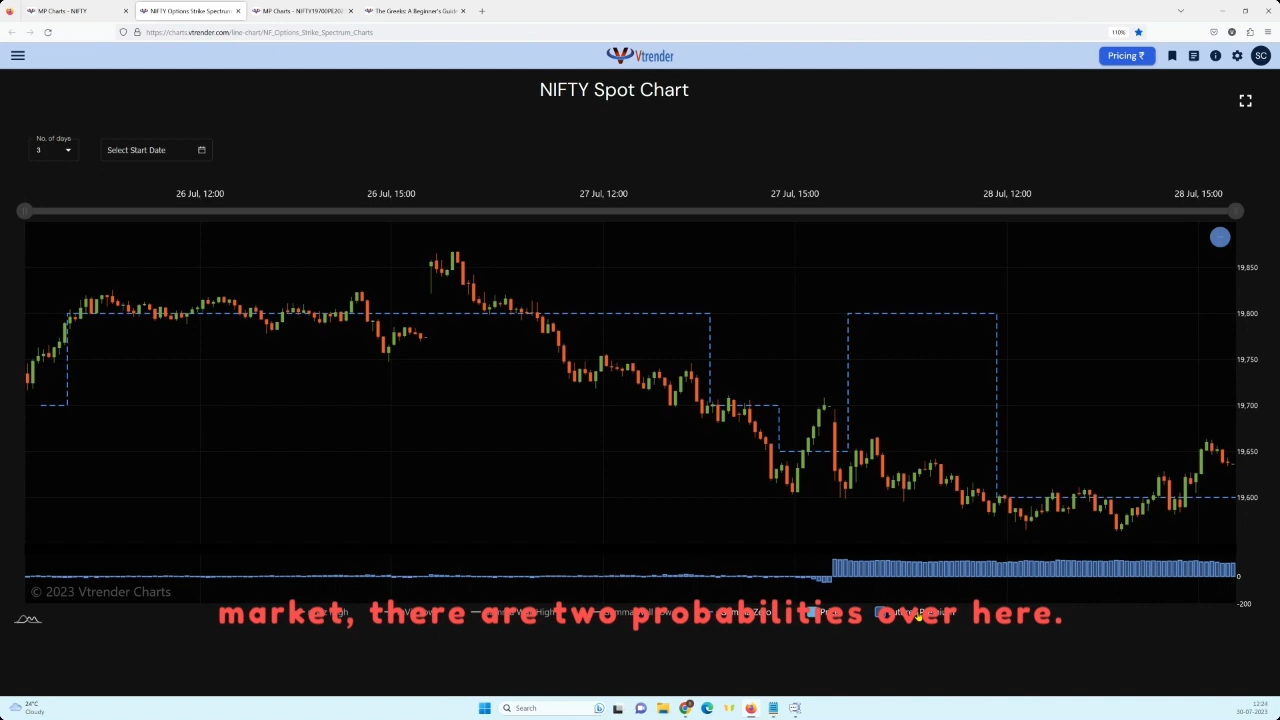 MP Charts - NIFTY
NIFTY Options Strike Spectrum
MP Charts - NIFTY19700PE202
The Greeks: A Beginner's Guide
https://charts.vtrender.com/line-chart/NF_Options_Strike_Spectrum_Charts
110%
Vtrender
Pricing ₹
SC
NIFTY Spot Chart
No. of days
3
Select Start Date
26 Jul, 12:00
26 Jul, 15:00
27 Jul, 12:00
27 Jul, 15:00
28 Jul, 12:00
28 Jul, 15:00
19,850
19,800
19,750
19,700
19,650
19,600
0
-200
© 2023 Vtrender Charts
market, there are two probabilities over here.
24°C
Cloudy
Search
12:24
30-07-2023